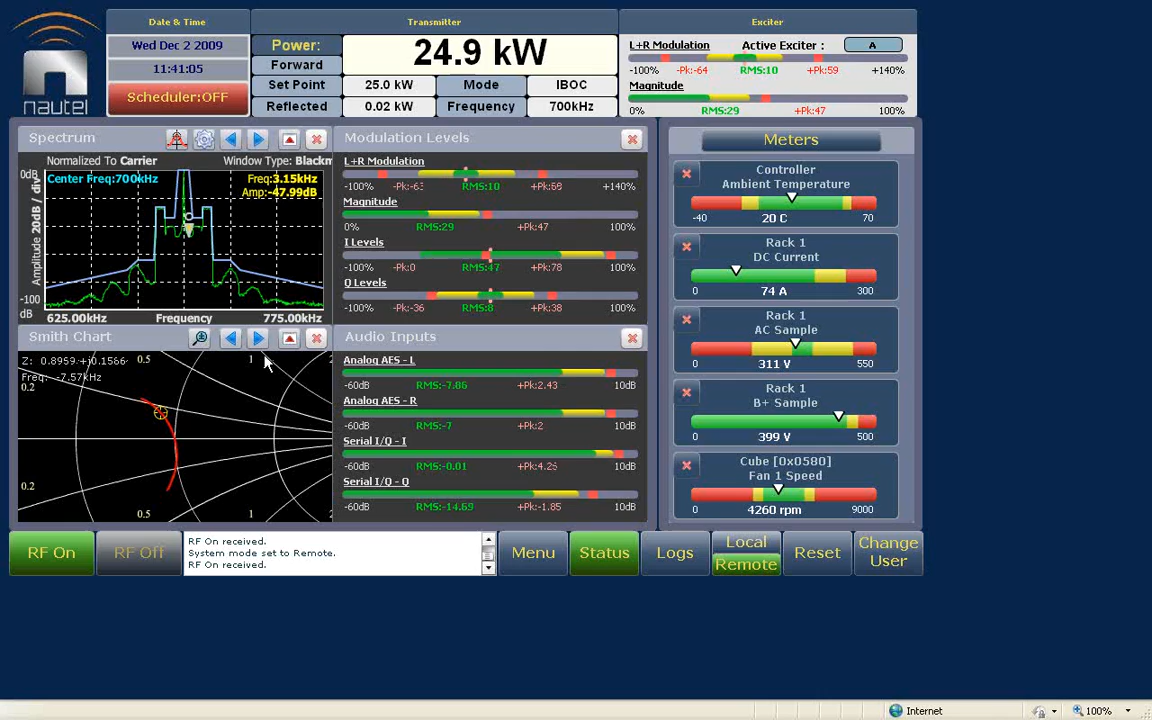 Date & Time
Wed Dec 2 2009
11:41:05
Scheduler:OFF
nautel
Transmitter
Power:
24.9 kW
Forward
Set Point
25.0 kW
Mode
IBOC
Reflected
0.02 kW
Frequency
700kHz
Exciter
L+R Modulation
Active Exciter :
A
-100%
-Pk:-64
RMS:10
+Pk:59
+140%
Magnitude
0%
RMS:29
+Pk:47
100%
Spectrum
Normalized To Carrier
Window Type: Blackm
0dB
Center Freq:700kHz
Freq:3.15kHz
Amp:-47.99dB
Amplitude 20dB / div
-100
dB
625.00kHz
Frequency
775.00kHz
Modulation Levels
L+R Modulation
-100%
RMS:10
+140%
Magnitude
0%
RMS:29
+Pk:47
100%
I Levels
-100%
-Pk:0
RMS:47
+Pk:78
100%
Q Levels
-100%
-Pk:-36
RMS:8
+Pk:38
100%
Smith Chart
Z: 0.8959 +j0.1566
Freq: -7.57kHz
0.5
1
2
0.2
0.2
0.5
1
2
Audio Inputs
Analog AES - L
-60dB
RMS:-7.86
+Pk:2.43
10dB
Analog AES - R
-60dB
RMS:-7
+Pk:2
10dB
Serial I/Q - I
-60dB
RMS:-0.01
+Pk:4.26
10dB
Serial I/Q - Q
-60dB
RMS:-14.69
+Pk:-1.85
10dB
Meters
Controller
Ambient Temperature
-40
20 C
70
Rack 1
DC Current
0
74 A
300
Rack 1
AC Sample
0
311 V
550
Rack 1
B+ Sample
0
399 V
500
Cube [0x0580]
Fan 1 Speed
0
4260 rpm
9000
RF On
RF Off
RF On received.
System mode set to Remote.
RF On received.
Menu
Status
Logs
Local
Remote
Reset
Change
User
Internet
100%